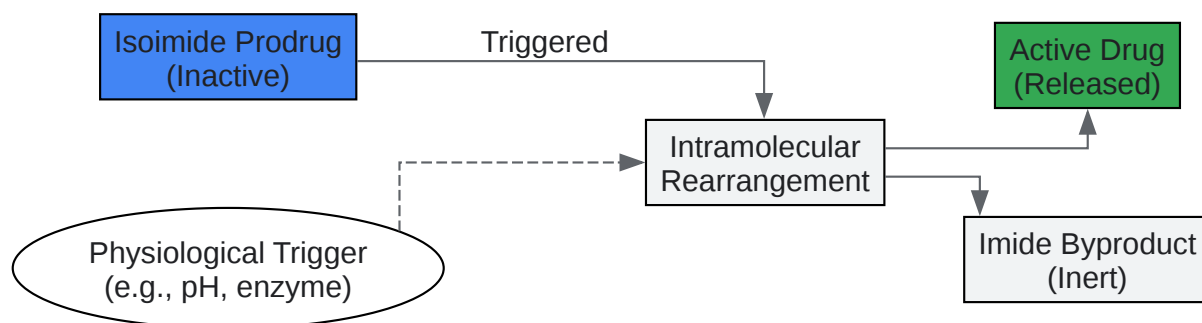 Isoimide Prodrug
(Inactive)
Triggered
Active Drug
(Released)
Intramolecular
Rearrangement
Physiological Trigger
(e.g., pH, enzyme)
Imide Byproduct
(Inert)